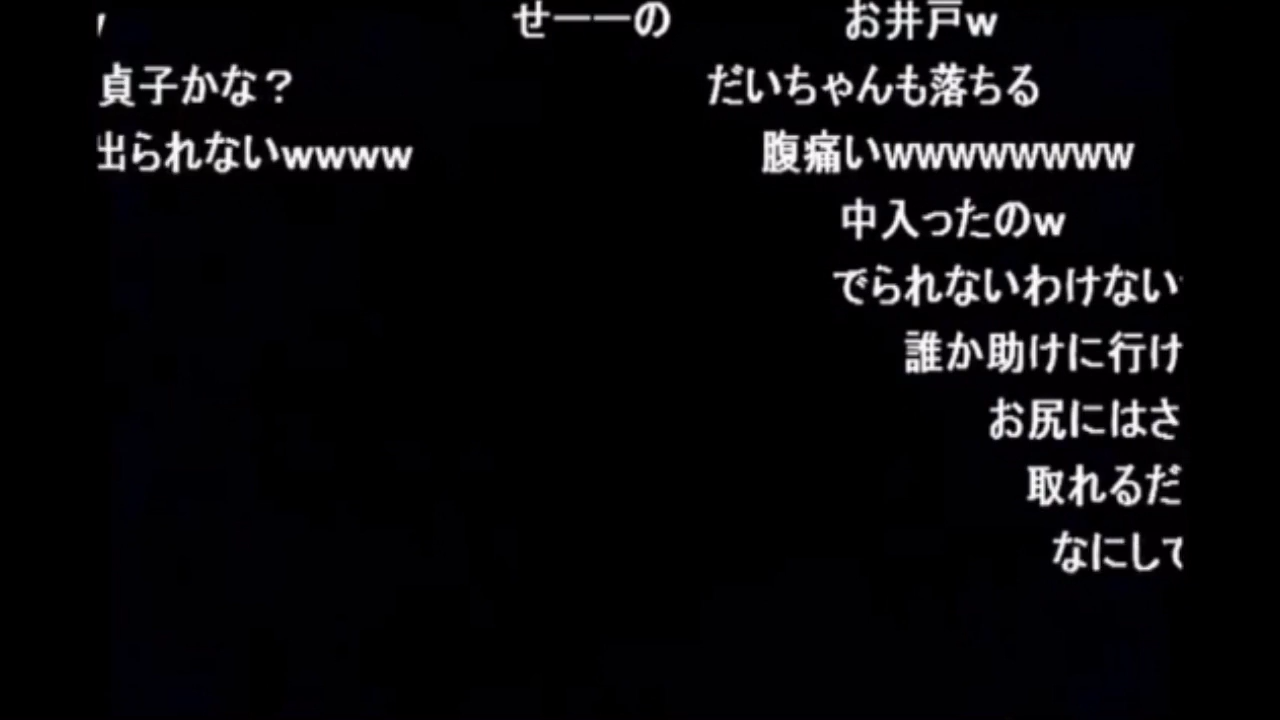 せーーの お井戸w
貞子かな？ だいちゃんも落ちる
出られないwwww 腹痛いwwwwwwww
中入ったのw
でられないわけない
誰か助けに行け
お尻にはさ
取れるだ
なにして